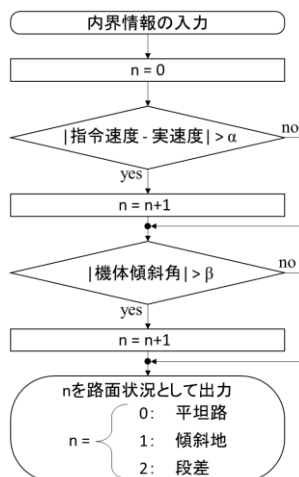 内界情報の入力
n = 0
|指令速度 - 実速度| > α
no
yes
n = n+1
|機体傾斜角| > β
no
yes
n = n+1
nを路面状況として出力
n =
0: 平坦路
1: 傾斜地
2: 段差